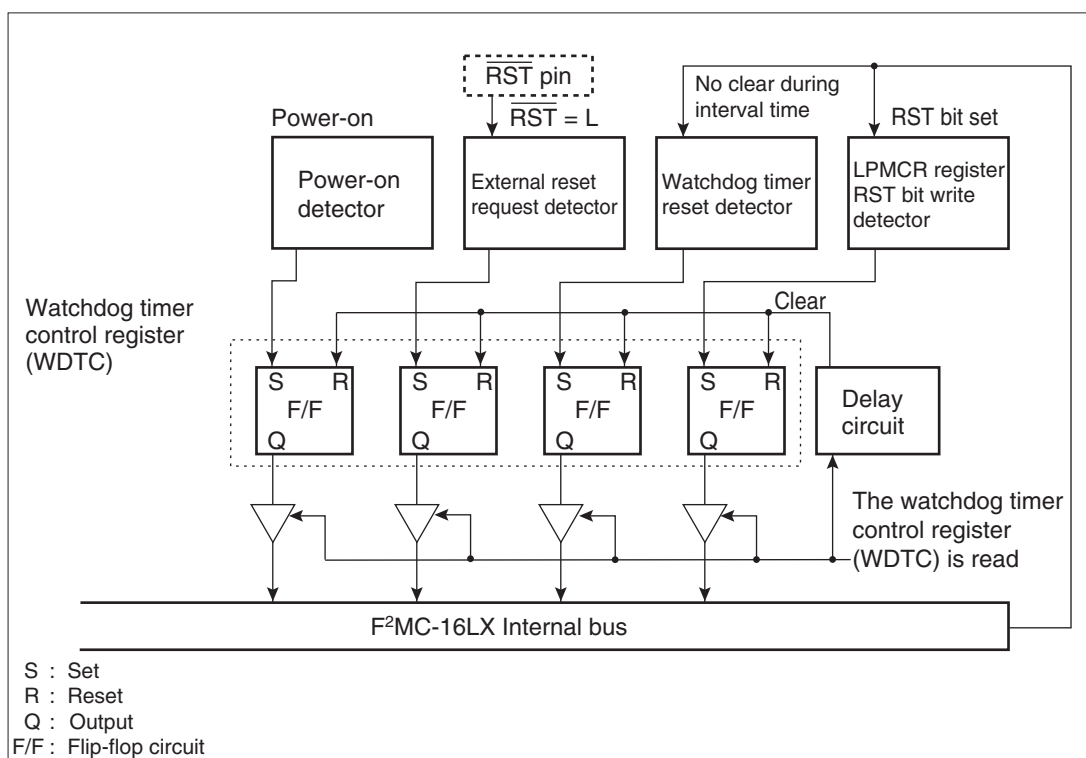 RST pin
No clear during
interval time
Power-on
RST = L
RST bit set
Power-on
detector
External reset
request detector
Watchdog timer
reset detector
LPMCR register
RST bit write
detector
Watchdog timer
control register
(WDTC)
Clear
S R
F/F
Q
S R
F/F
Q
S R
F/F
Q
S R
F/F
Q
Delay
circuit
The watchdog timer
control register
(WDTC) is read
F²MC-16LX Internal bus
S : Set
R : Reset
Q : Output
F/F : Flip-flop circuit